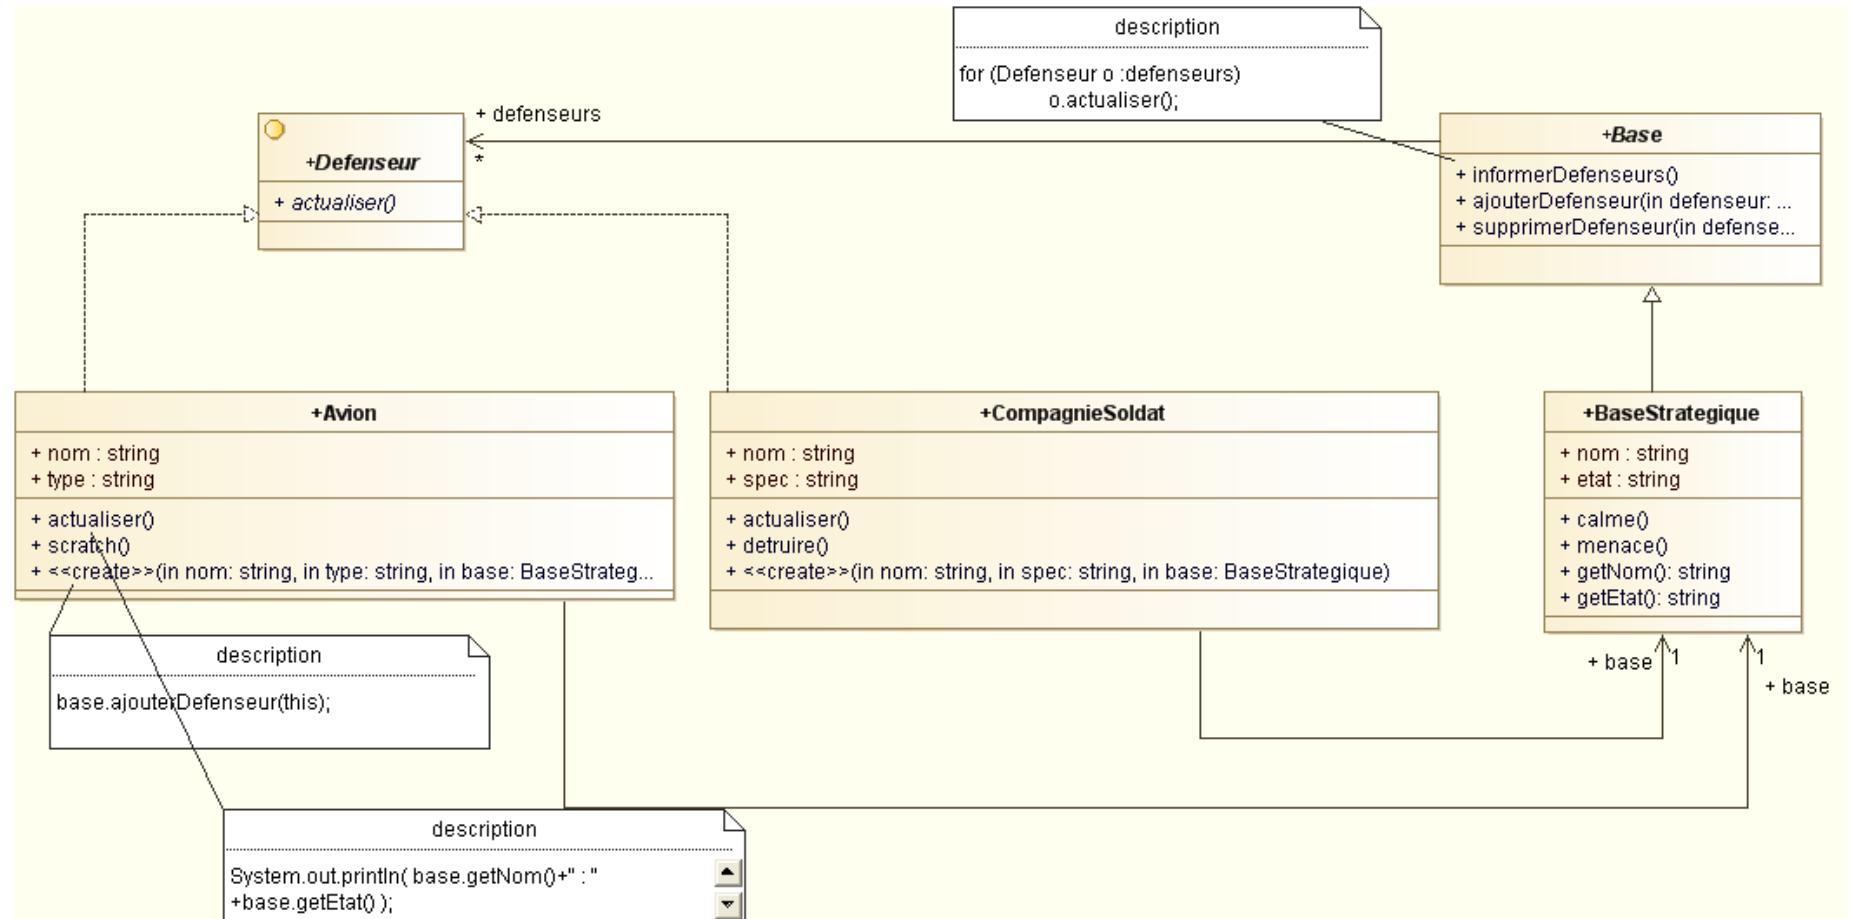 description
for (Defenseur o :defenseurs)
o.actualiser();
+ defenseurs
*
+Defenseur
+ actualiser()
+Base
+ informerDefenseurs()
+ ajouterDefenseur(in defenseur: ...
+ supprimerDefenseur(in defense...
+Avion
+ nom : string
+ type : string
+ actualiser()
+ scratch()
+ <<create>>(in nom: string, in type: string, in base: BaseStrateg...
+CompagnieSoldat
+ nom : string
+ spec : string
+ actualiser()
+ detruire()
+ <<create>>(in nom: string, in spec: string, in base: BaseStrategique)
+BaseStrategique
+ nom : string
+ etat : string
+ calme()
+ menace()
+ getNom(): string
+ getEtat(): string
+ base
1
1
+ base
description
base.ajouterDefenseur(this);
description
System.out.println( base.getNom()+" : "
+base.getEtat() );